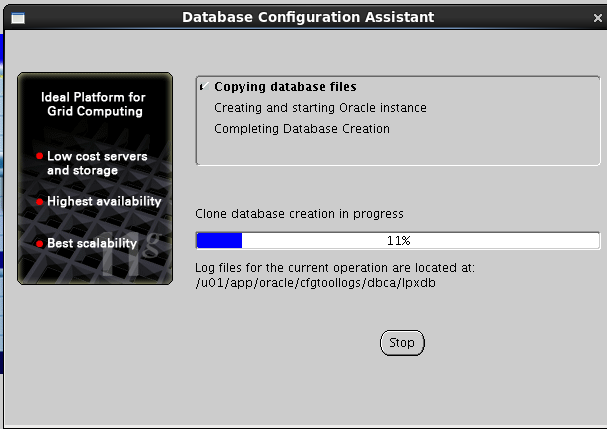 Database Configuration Assistant
Ideal Platform for
Grid Computing
Low cost servers
and storage
Highest availability
Best scalability
11g
Copying database files
Creating and starting Oracle instance
Completing Database Creation
Clone database creation in progress
11%
Log files for the current operation are located at:
/u01/app/oracle/cfgtoollogs/dbca/lpxdb
Stop